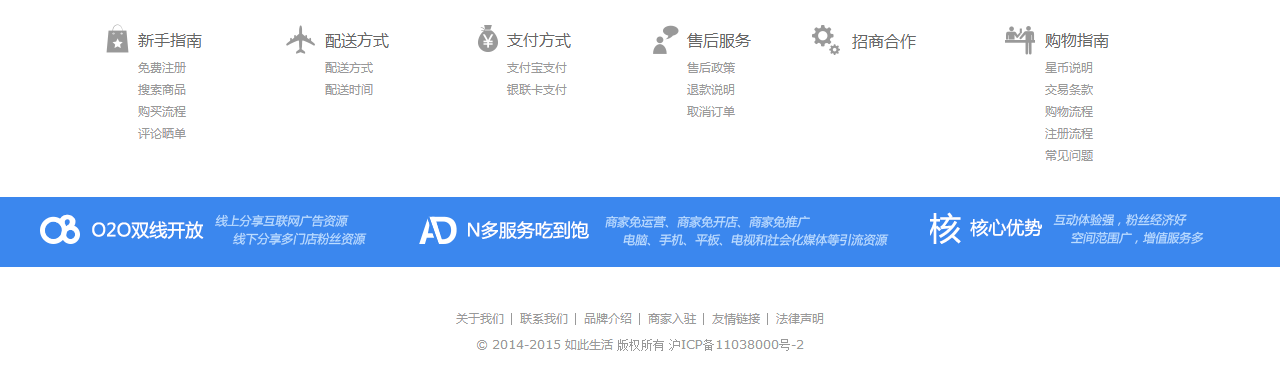 新手指南
免费注册
搜索商品
购买流程
评论晒单
配送方式
配送方式
配送时间
支付方式
支付宝支付
银联卡支付
售后服务
售后政策
退款说明
取消订单
招商合作
购物指南
星币说明
交易条款
购物流程
注册流程
常见问题
O2O双线开放
线上分享互联网广告资源
线下分享多门店粉丝资源
AD N多服务吃到饱
商家免运营、商家免开店、商家免推广
电脑、手机、平板、电视和社会化媒体等引流资源
核 核心优势
互动体验强，粉丝经济好
空间范围广，增值服务多
关于我们 | 联系我们 | 品牌介绍 | 商家入驻 | 友情链接 | 法律声明
© 2014-2015 如此生活 版权所有 沪ICP备11038000号-2